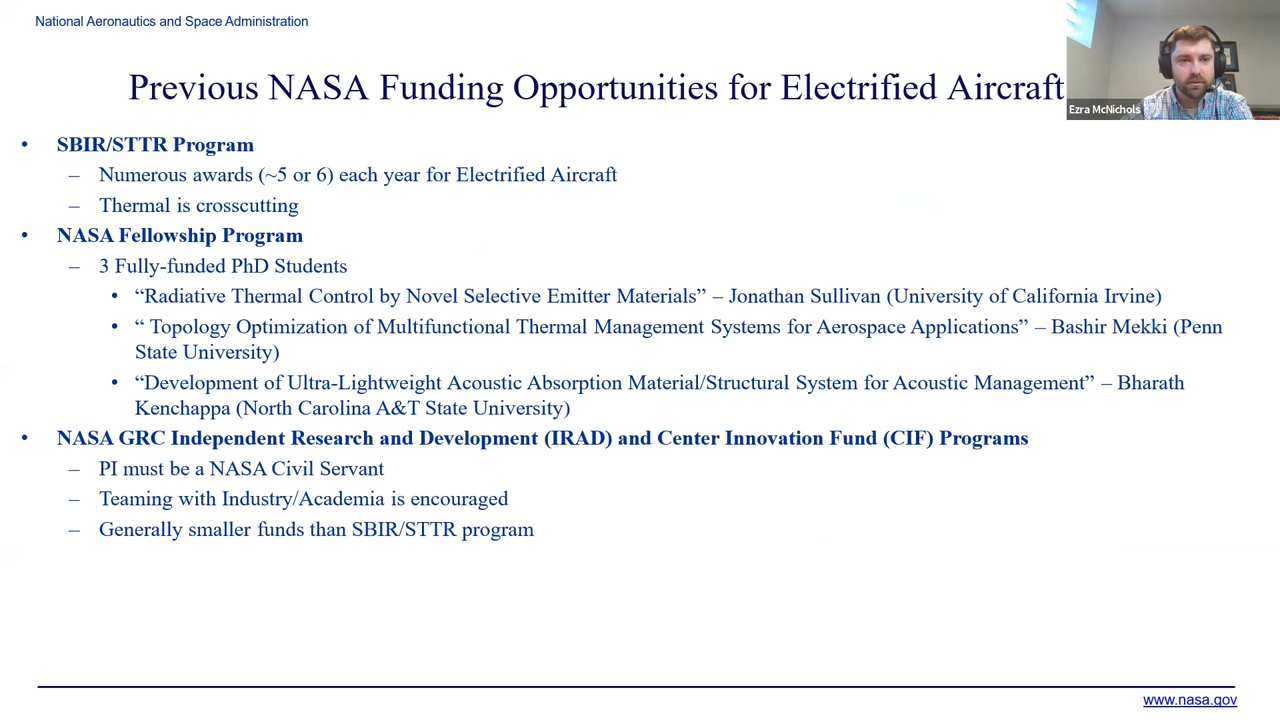 National Aeronautics and Space Administration
Previous NASA Funding Opportunities for Electrified Aircraft
Ezra McNichols
• SBIR/STTR Program
– Numerous awards (~5 or 6) each year for Electrified Aircraft
– Thermal is crosscutting
• NASA Fellowship Program
– 3 Fully-funded PhD Students
• “Radiative Thermal Control by Novel Selective Emitter Materials” – Jonathan Sullivan (University of California Irvine)
• “ Topology Optimization of Multifunctional Thermal Management Systems for Aerospace Applications” – Bashir Mekki (Penn
State University)
• “Development of Ultra-Lightweight Acoustic Absorption Material/Structural System for Acoustic Management” – Bharath
Kenchappa (North Carolina A&T State University)
• NASA GRC Independent Research and Development (IRAD) and Center Innovation Fund (CIF) Programs
– PI must be a NASA Civil Servant
– Teaming with Industry/Academia is encouraged
– Generally smaller funds than SBIR/STTR program
www.nasa.gov